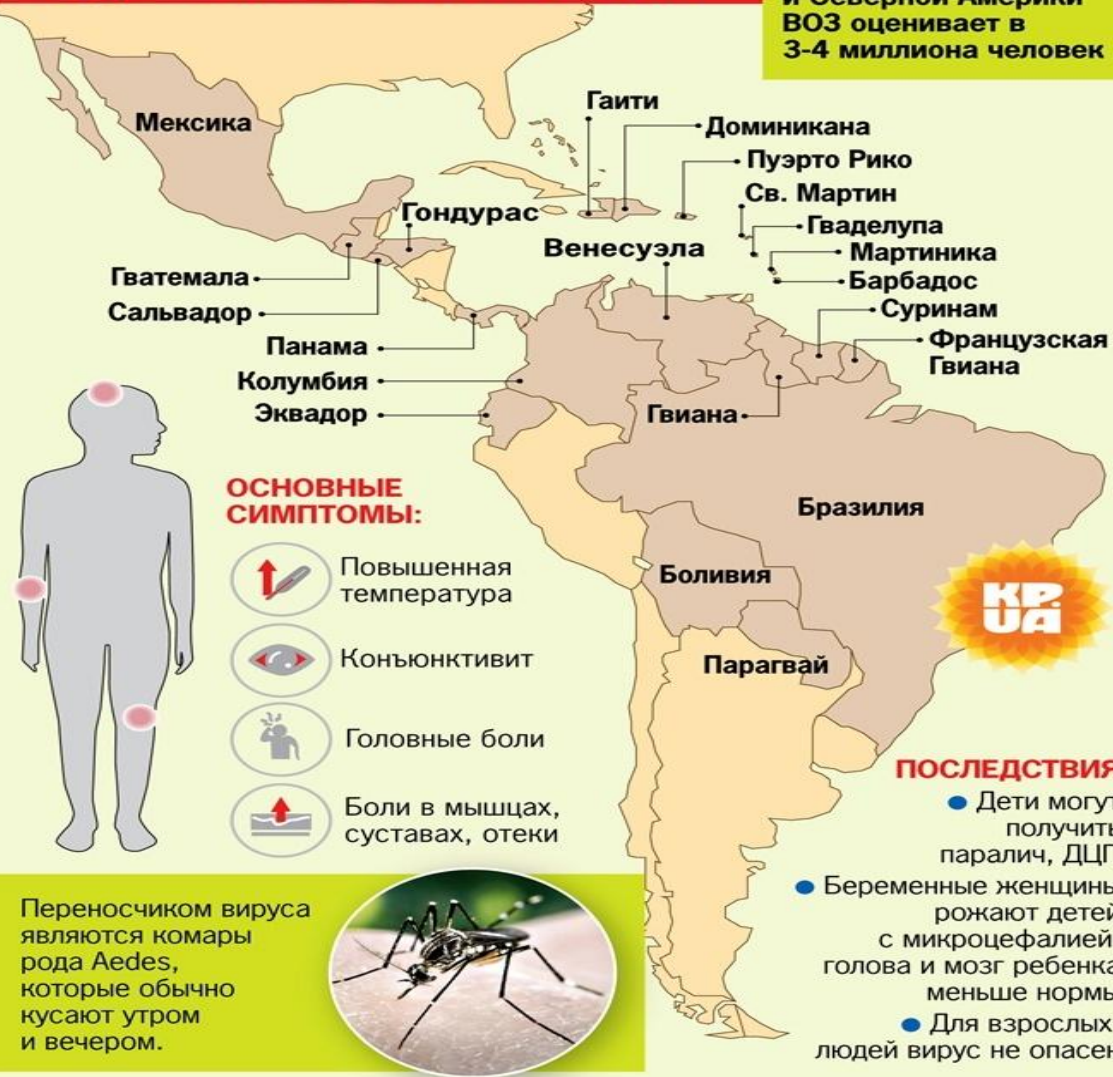 и Северной Америки
ВОЗ оценивает в
3-4 миллиона человек
Мексика
Гаити
Доминикана
Пуэрто Рико
Св. Мартин
Гваделупа
Мартиника
Барбадос
Суринам
Французская
Гвиана
Гондурас
Венесуэла
Гватемала
Сальвадор
Панама
Колумбия
Эквадор
Гвиана
Бразилия
Боливия
Парагвай
KP.
UA
ОСНОВНЫЕ
СИМПТОМЫ:
Повышенная
температура
Конъюнктивит
Головные боли
Боли в мышцах,
суставах, отеки
Переносчиком вируса
являются комары
рода Aedes,
которые обычно
кусают утром
и вечером.
ПОСЛЕДСТВИЯ
● Дети могут
получить
паралич, ДЦП
● Беременные женщины
рожают детей
с микроцефалией
голова и мозг ребенка
меньше нормы
● Для взрослых
людей вирус не опасен